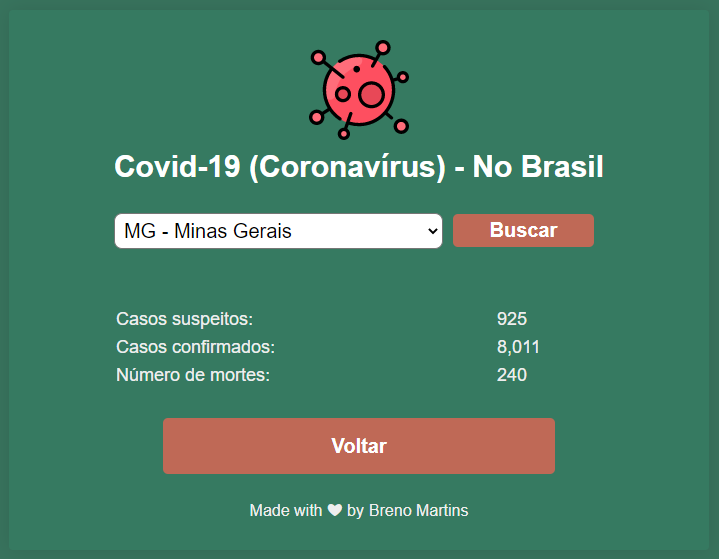 Covid-19 (Coronavírus) - No Brasil
MG - Minas Gerais Buscar
Casos suspeitos: 925
Casos confirmados: 8,011
Número de mortes: 240
Voltar
Made with ❤ by Breno Martins